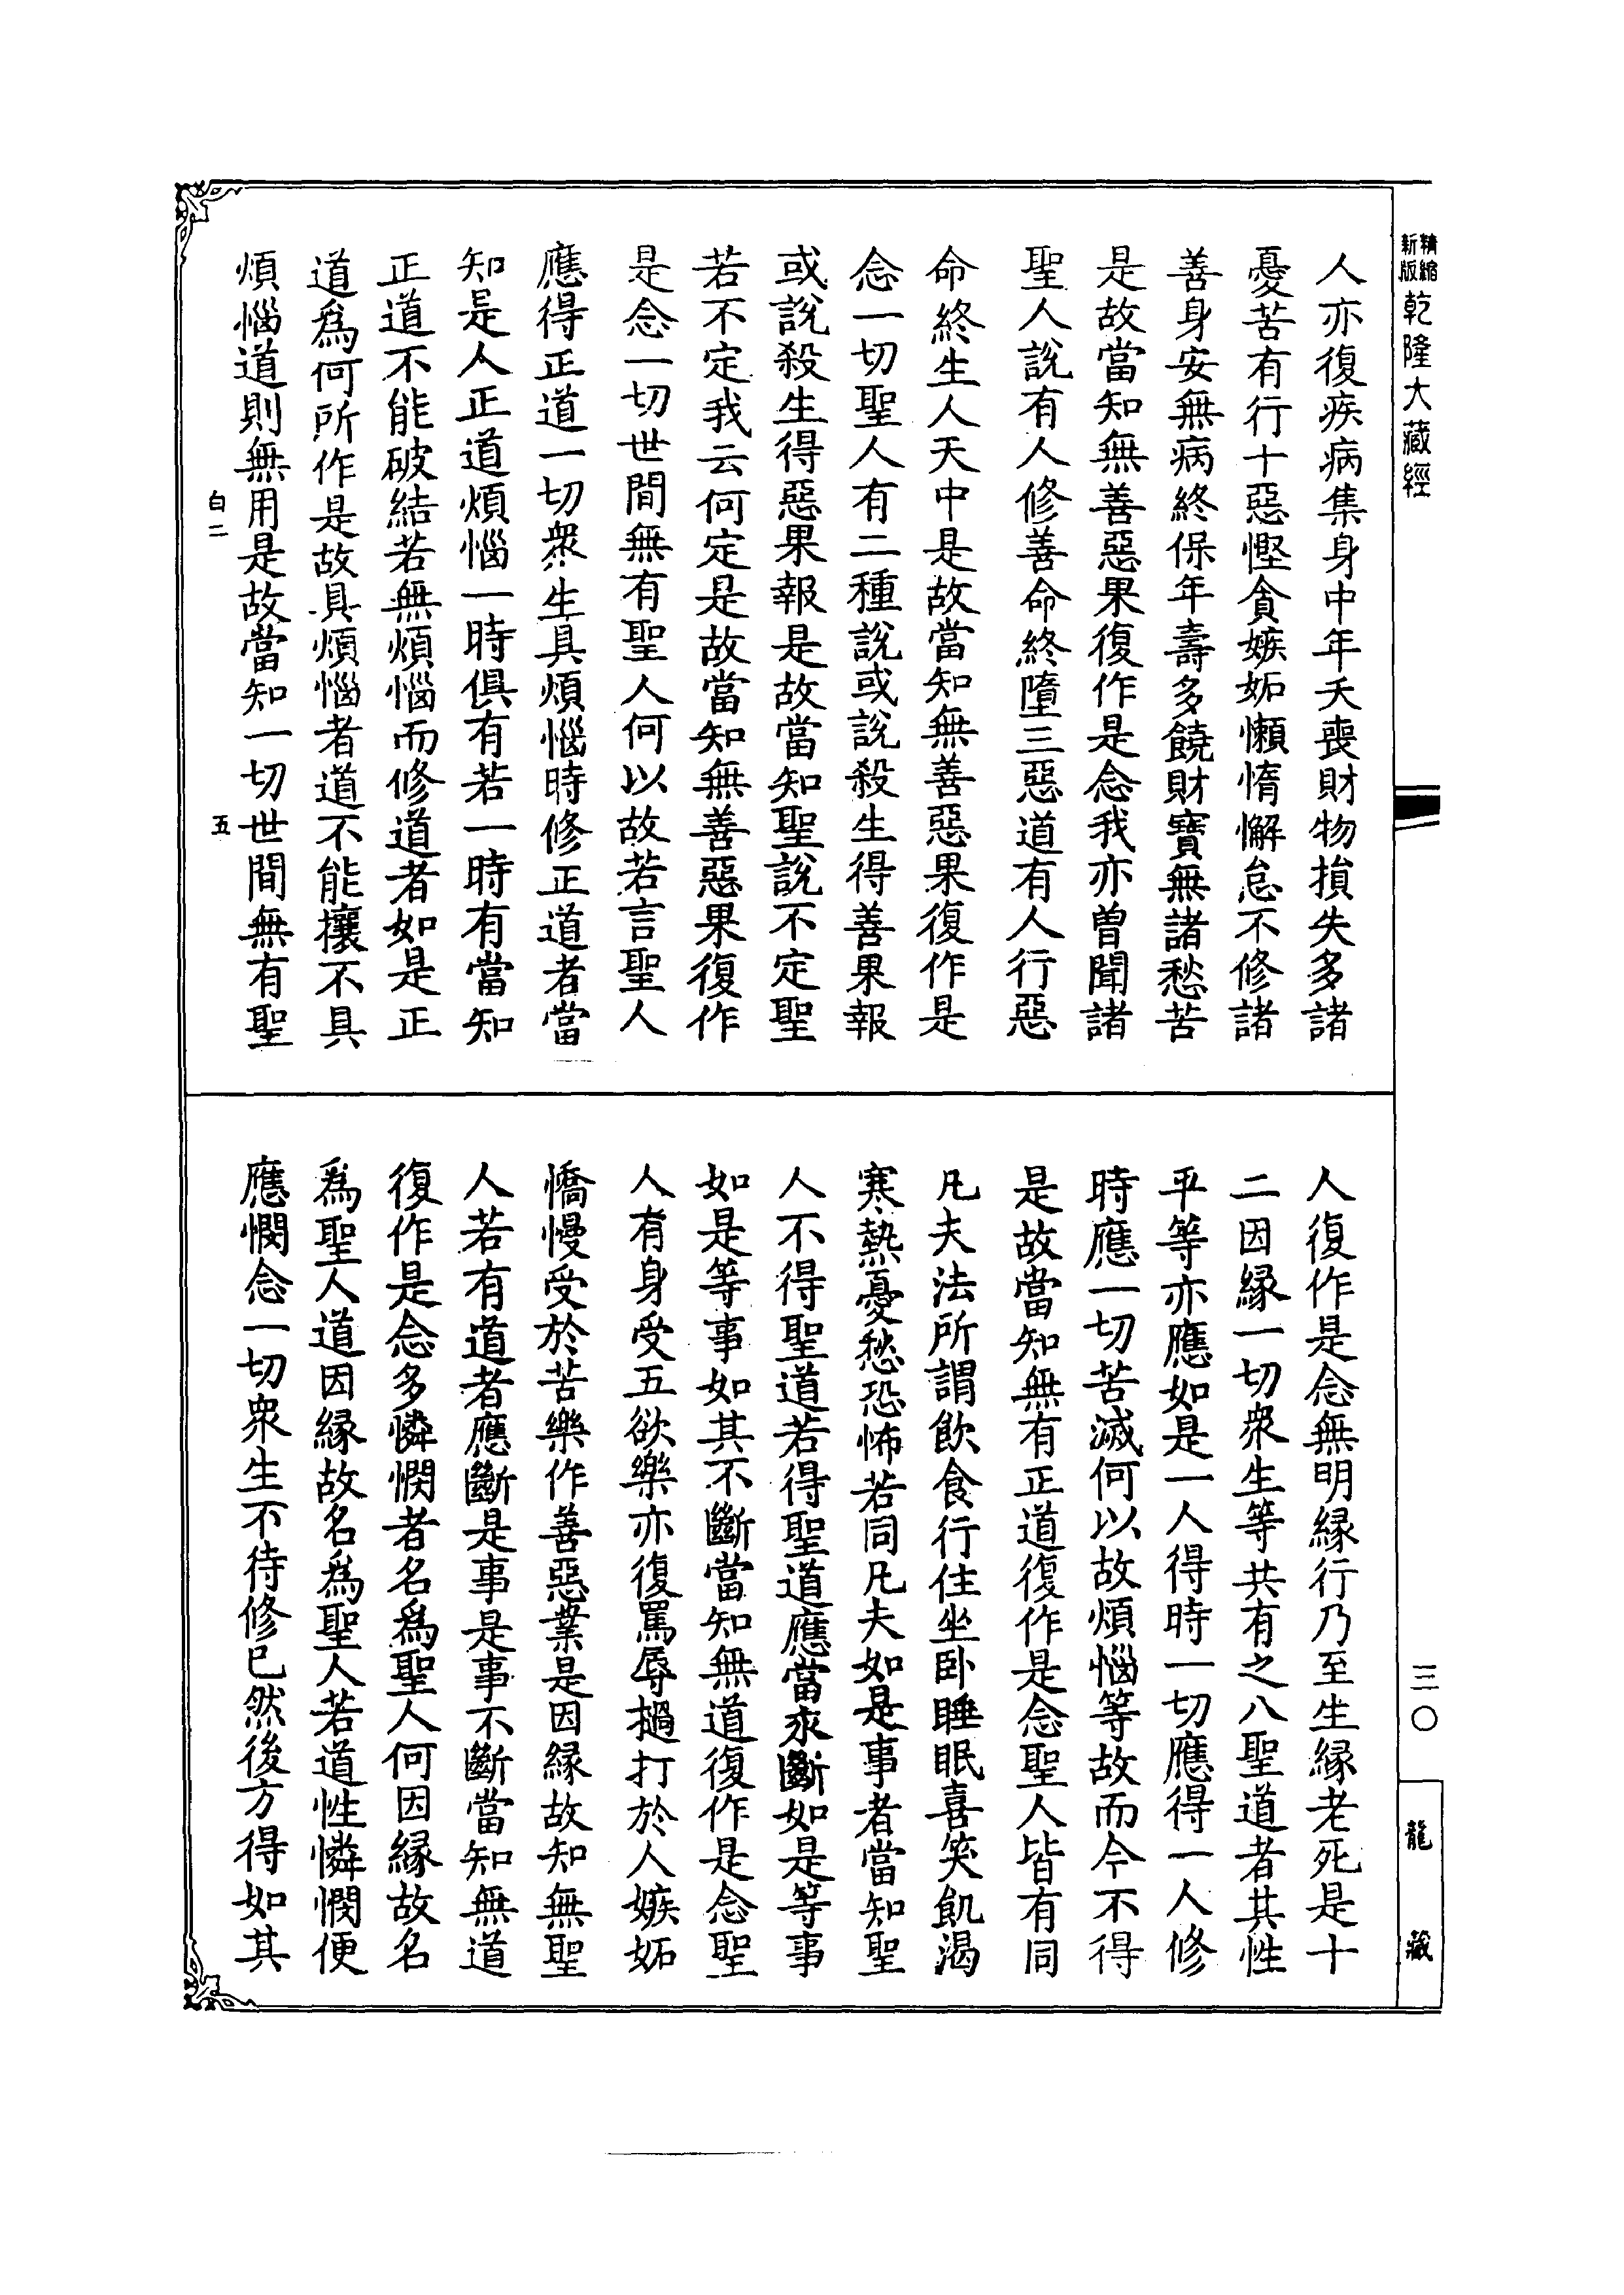 新版精縮
乾隆大藏經
三〇
龍藏
人亦復疾病集身中年夭喪財物損失多諸
憂苦有行十惡慳貪嫉妬懶惰懈怠不修諸
善身安無病終保年壽多饒財寶無諸愁苦
是故當知無善惡果復作是念我亦曾聞諸
聖人說有人修善命終墮三惡道有人行惡
命終生人天中是故當知無善惡果復作是
念一切聖人有二種說或說殺生得善果報
或說殺生得惡果報是故當知聖說不定聖
若不定我云何定是故當知無善惡果復作
是念一切世間無有聖人何以故若言聖人
應得正道一切衆生具煩惱時修正道者當
知是人正道煩惱一時俱有若一時有當知
正道不能破結若無煩惱而修道者如是正
道爲何所作是故具煩惱者道不能攘不具
煩惱道則無用是故當知一切世間無有聖
白二
五
人復作是念無明緣行乃至生緣老死是十
二因緣一切衆生等共有之八聖道者其性
平等亦應如是一人得時一切應得一人修
時應一切苦滅何以故煩惱等故而今不得
是故當知無有正道復作是念聖人皆有同
凡夫法所謂飲食行住坐臥睡眠喜笑飢渴
寒熱憂愁恐怖若同凡夫如是事者當知聖
人不得聖道若得聖道應當永斷如是等事
如是等事如其不斷當知無道復作是念聖
人有身受五欲樂亦復罵辱撾打於人嫉妬
憍慢受於苦樂作善惡業是因緣故知無聖
人若有道者應斷是事是事不斷當知無道
復作是念多憐憫者名爲聖人何因緣故名
爲聖人道因緣故名爲聖人若道性憐憫便
應憫念一切衆生不待修已然後方得如其